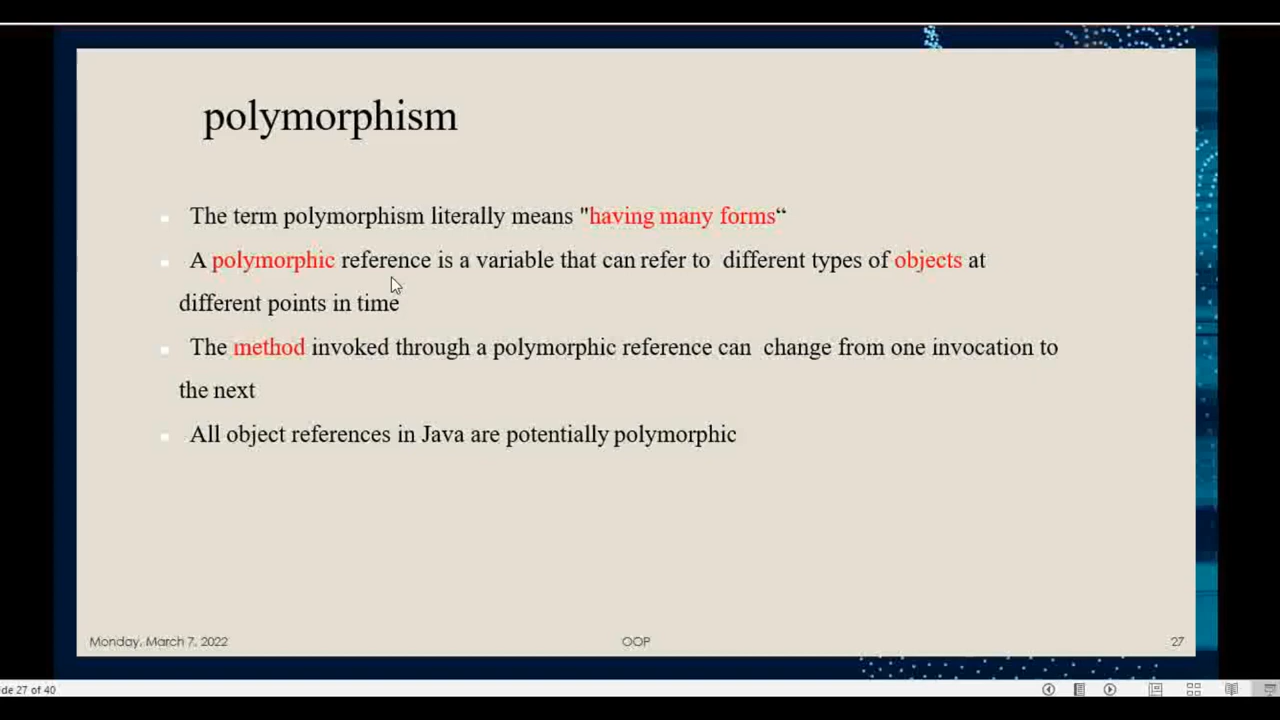 polymorphism
The term polymorphism literally means "having many forms“
A polymorphic reference is a variable that can refer to different types of objects at
different points in time
The method invoked through a polymorphic reference can change from one invocation to
the next
All object references in Java are potentially polymorphic
Monday, March 7, 2022
OOP
27
de 27 of 40